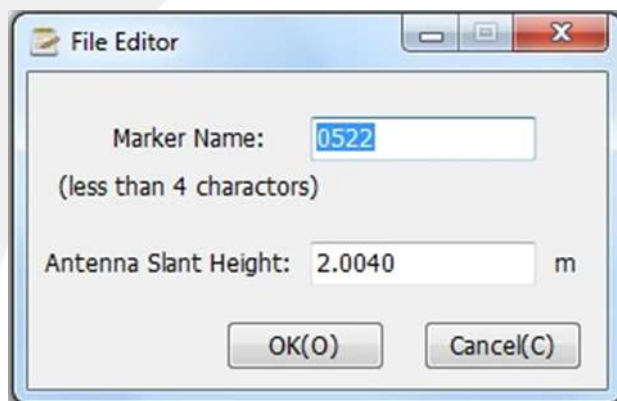 File Editor
Marker Name: 0522
(less than 4 charactors)
Antenna Slant Height: 2.0040 m
OK(O) Cancel(C)